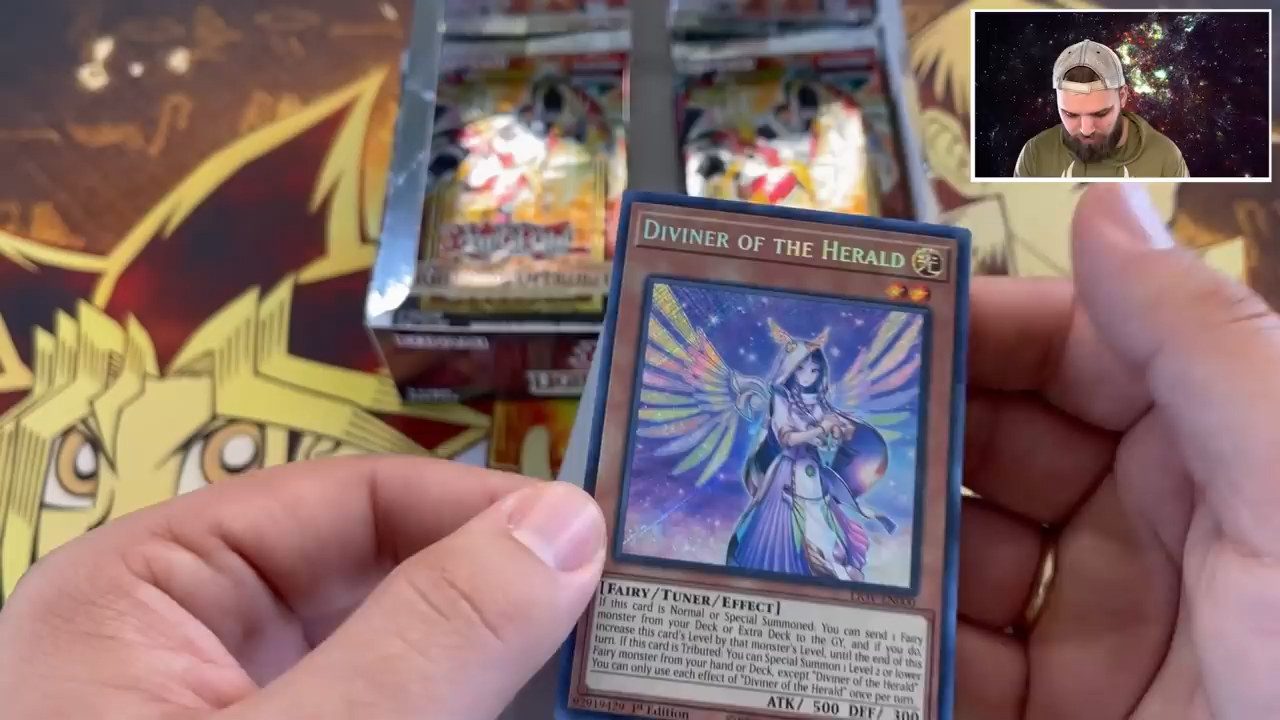 DIVINER OF THE HERALD
光
[FAIRY/TUNER/EFFECT]
If this card is Normal or Special Summoned: You can send 1 Fairy
monster from your Deck or Extra Deck to the GY, and if you do,
increase this card's Level by that monster's Level, until the end of this
turn. If this card is Tributed: You can Special Summon 1 Level 2 or lower
Fairy monster from your hand or Deck, except "Diviner of the Herald"
You can only use each effect of "Diviner of the Herald" once per turn
ATK/ 500 DEF/ 300
92919429 1st Edition